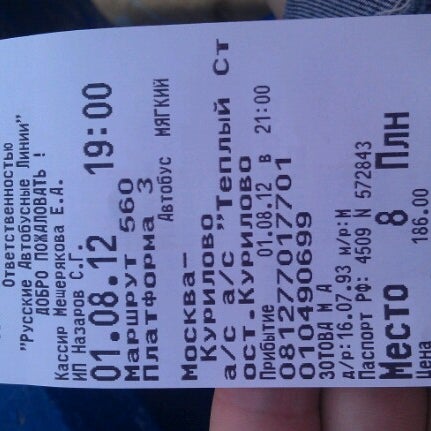 Ответственностью
"Русские Автобусные Линии"
ДОБРО ПОЖАЛОВАТЬ !
Кассир Мещерякова Е.А.
ИП Назаров С.Г.
01.08.12 19:00
Маршрут 560
Платформа 3
Автобус МЯГКИЙ
Москва-
Курилово
а/с а/с "Теплый Ст
ост.Курилово
Прибытие 01.08.12 в 21:00
081277017701
010490699
ЗОТОВА М А
д/р:16.07.93 м/р:М
Паспорт РФ: 4509 N 572843
Место 8 Плн
Цена 186.00